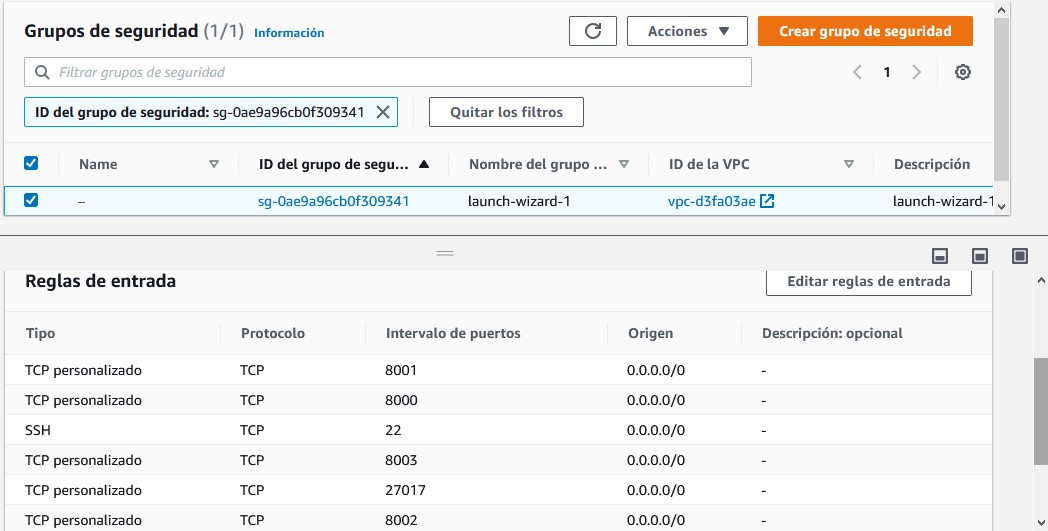 Grupos de seguridad (1/1) Información
Acciones
Crear grupo de seguridad
Filtrar grupos de seguridad
1
ID del grupo de seguridad: sg-0ae9a96cb0f309341
Quitar los filtros
Name ID del grupo de segu... Nombre del grupo ... ID de la VPC Descripción
– sg-0ae9a96cb0f309341 launch-wizard-1 vpc-d3fa03ae launch-wizard-1
Reglas de entrada
Editar reglas de entrada
Tipo Protocolo Intervalo de puertos Origen Descripción: opcional
TCP personalizado TCP 8001 0.0.0.0/0 -
TCP personalizado TCP 8000 0.0.0.0/0 -
SSH TCP 22 0.0.0.0/0 -
TCP personalizado TCP 8003 0.0.0.0/0 -
TCP personalizado TCP 27017 0.0.0.0/0 -
TCP personalizado TCP 8002 0.0.0.0/0 -